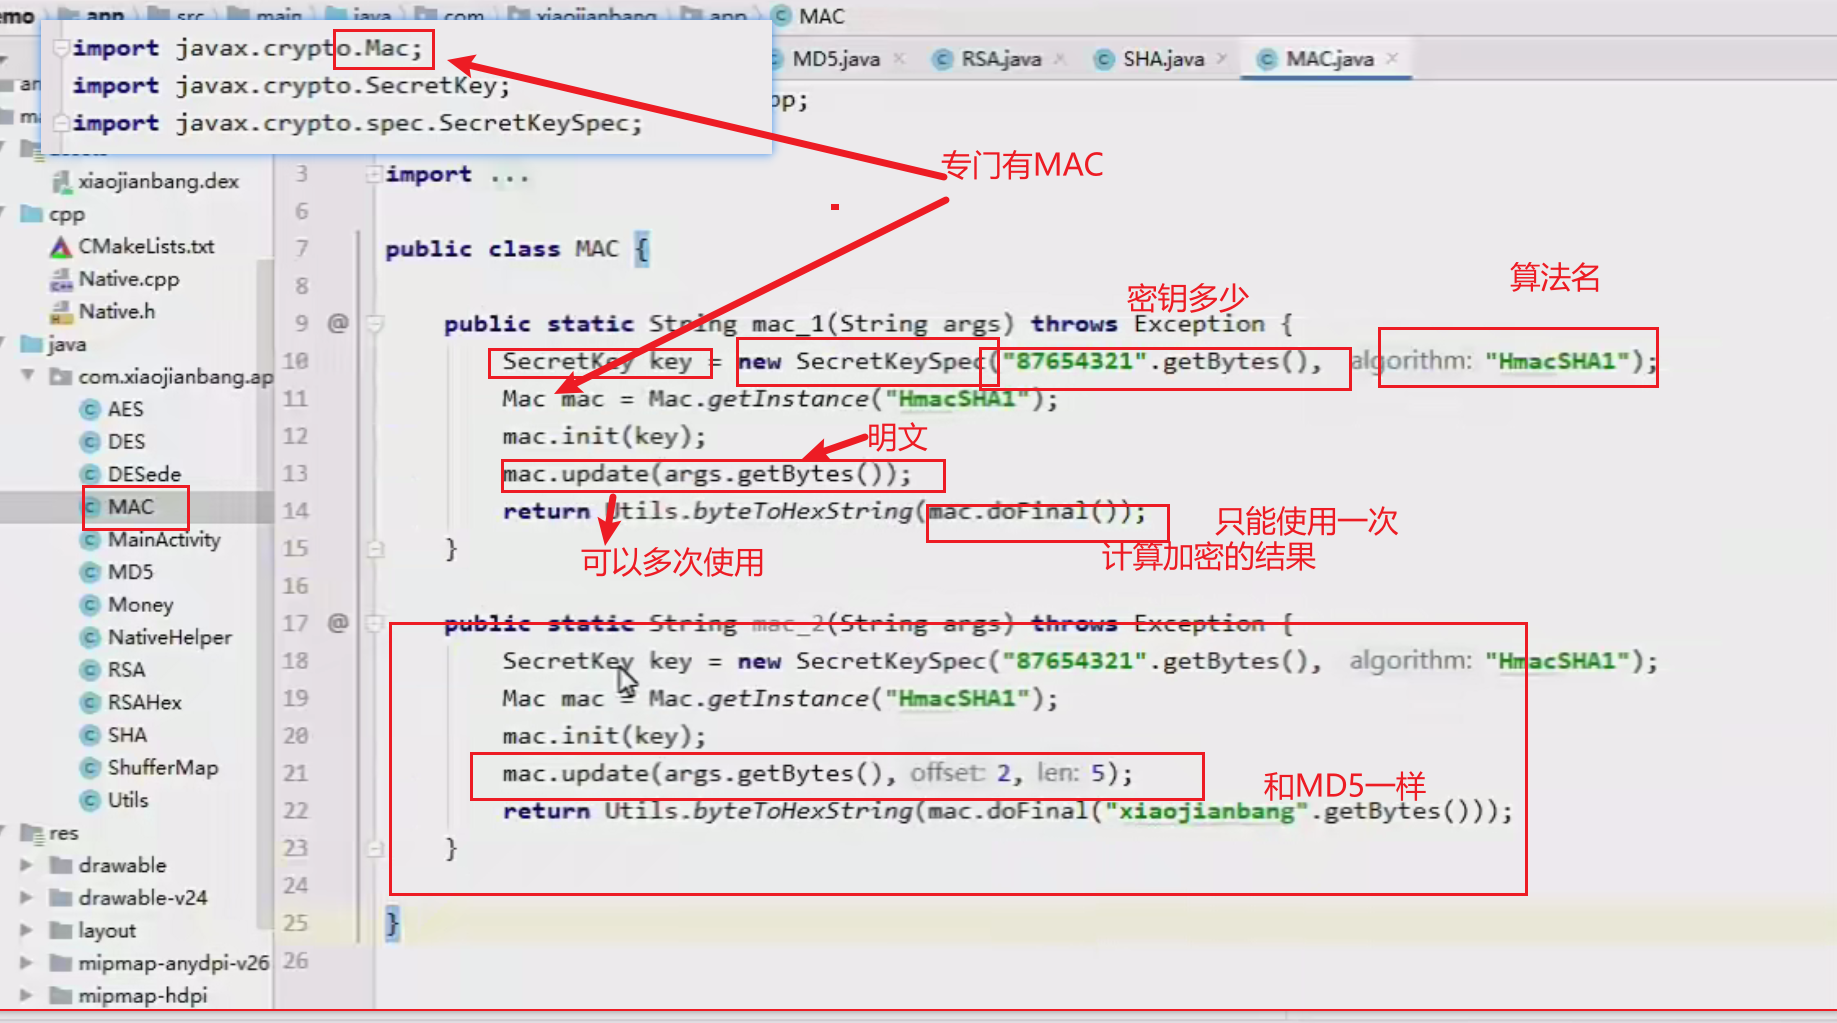 emo app src main java com xiaojianbang app MAC
import javax.crypto.Mac;
import javax.crypto.SecretKey;
import javax.crypto.spec.SecretKeySpec;
MD5.java RSA.java SHA.java MAC.java
pp;
专门有MAC
xiaojianbang.dex
cpp
CMakeLists.txt
Native.cpp
Native.h
java
com.xiaojianbang.ap
AES
DES
DESede
MAC
MainActivity
MD5
Money
NativeHelper
RSA
RSAHex
SHA
ShufferMap
Utils
res
drawable
drawable-v24
layout
mipmap-anydpi-v26
mipmap-hdpi
3 import ...
6
7 public class MAC {
8
密钥多少
算法名
9 @ public static String mac_1(String args) throws Exception {
10 SecretKey key = new SecretKeySpec("87654321".getBytes(), algorithm: "HmacSHA1");
11 Mac mac = Mac.getInstance("HmacSHA1");
12 mac.init(key);
明文
13 mac.update(args.getBytes());
14 return Utils.byteToHexString(mac.doFinal());
只能使用一次
计算加密的结果
可以多次使用
15 }
16
17 @ public static String mac_2(String args) throws Exception {
18 SecretKey key = new SecretKeySpec("87654321".getBytes(), algorithm: "HmacSHA1");
19 Mac mac = Mac.getInstance("HmacSHA1");
20 mac.init(key);
21 mac.update(args.getBytes(), offset: 2, len: 5);
和MD5一样
22 return Utils.byteToHexString(mac.doFinal("xiaojianbang".getBytes()));
23 }
24
25 }
26